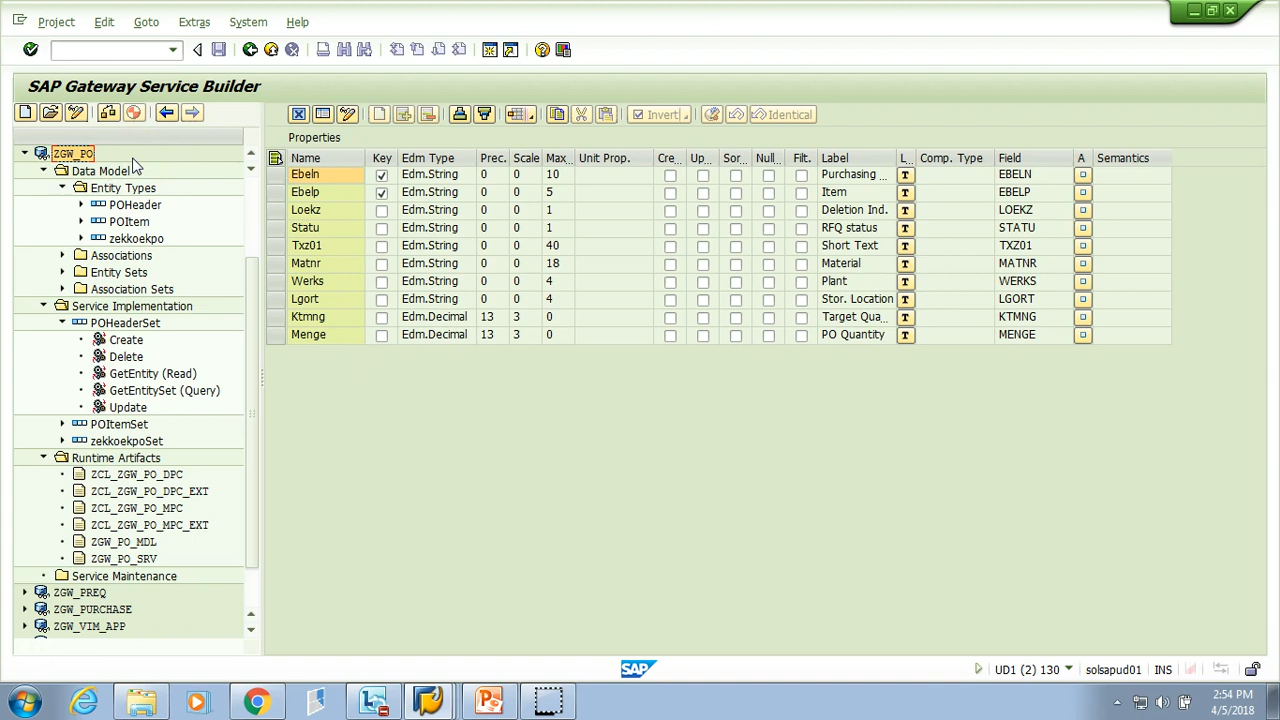 Project Edit Goto Extras System Help
SAP Gateway Service Builder
Invert
Identical
Properties
Name Key Edm Type Prec. Scale Max... Unit Prop. Cre... Up... Sor... Null... Filt. Label L... Comp. Type Field A Semantics
Ebeln Edm.String 0 0 10 Purchasing ... T EBELN
Ebelp Edm.String 0 0 5 Item T EBELP
Loekz Edm.String 0 0 1 Deletion Ind. T LOEKZ
Statu Edm.String 0 0 1 RFQ status T STATU
Txz01 Edm.String 0 0 40 Short Text T TXZ01
Matnr Edm.String 0 0 18 Material T MATNR
Werks Edm.String 0 0 4 Plant T WERKS
Lgort Edm.String 0 0 4 Stor. Location T LGORT
Ktmng Edm.Decimal 13 3 0 Target Qua... T KTMNG
Menge Edm.Decimal 13 3 0 PO Quantity T MENGE
ZGW_PO
Data Model
Entity Types
POHeader
POItem
zekkoekpo
Associations
Entity Sets
Association Sets
Service Implementation
POHeaderSet
Create
Delete
GetEntity (Read)
GetEntitySet (Query)
Update
POItemSet
zekkoekpoSet
Runtime Artifacts
ZCL_ZGW_PO_DPC
ZCL_ZGW_PO_DPC_EXT
ZCL_ZGW_PO_MPC
ZCL_ZGW_PO_MPC_EXT
ZGW_PO_MDL
ZGW_PO_SRV
Service Maintenance
ZGW_PREQ
ZGW_PURCHASE
ZGW_VIM_APP
SAP
UD1 (2) 130 solsapud01 INS
2:54 PM
4/5/2018